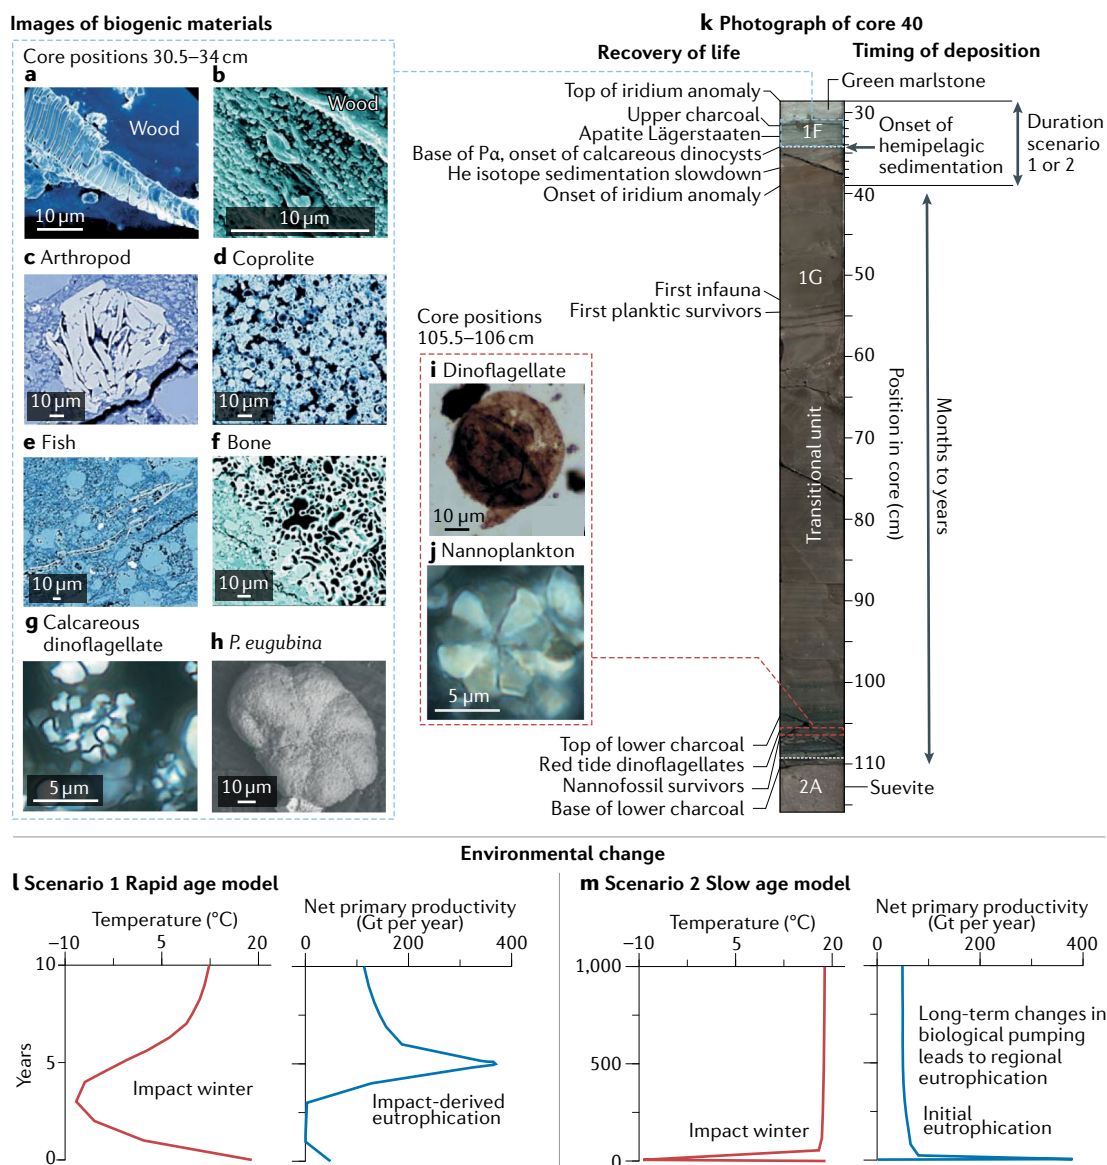 Images of biogenic materials
Core positions 30.5–34 cm
a
b
Wood
Wood
10 µm
10 µm
c Arthropod
d Coprolite
10 µm
10 µm
e Fish
f Bone
10 µm
10 µm
g Calcareous
dinoflagellate
h P. eugubina
5 µm
10 µm
Core positions
105.5–106 cm
i Dinoflagellate
10 µm
j Nannoplankton
5 µm
k Photograph of core 40
Recovery of life
Timing of deposition
Top of iridium anomaly
Upper charcoal
Apatite Lägerstaaten
Base of Pα, onset of calcareous dinocysts
He isotope sedimentation slowdown
Onset of iridium anomaly
First infauna
First planktic survivors
Top of lower charcoal
Red tide dinoflagellates
Nannofossil survivors
Base of lower charcoal
1F
1G
Transitional unit
2A
Green marlstone
30
40
50
60
70
80
90
100
110
Position in core (cm)
Onset of
hemipelagic
sedimentation
Duration
scenario
1 or 2
Months to years
Suevite
Environmental change
l Scenario 1 Rapid age model
Temperature (°C)
–10 5 20
10
5
0
Years
Impact winter
Net primary productivity
(Gt per year)
0 200 400
Impact-derived
eutrophication
m Scenario 2 Slow age model
Temperature (°C)
–10 5 20
1,000
500
0
Impact winter
Net primary productivity
(Gt per year)
0 200 400
Long-term changes in
biological pumping
leads to regional
eutrophication
Initial
eutrophication